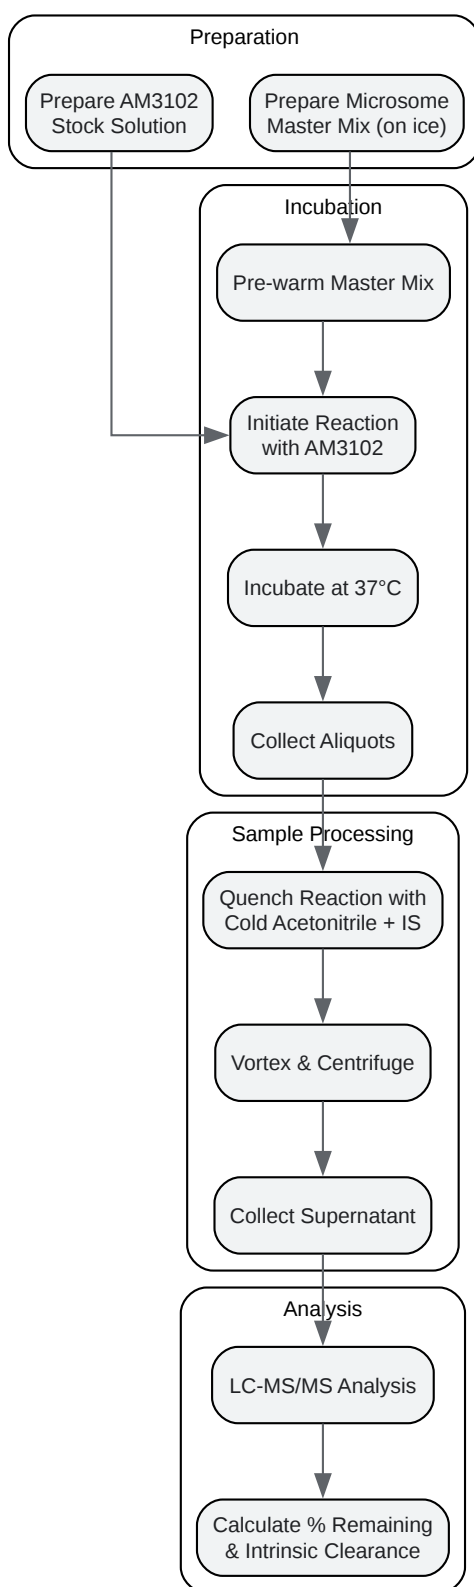 Preparation
Prepare AM3102
Stock Solution
Prepare Microsome
Master Mix (on ice)
Incubation
Pre-warm Master Mix
Initiate Reaction
with AM3102
Incubate at 37°C
Collect Aliquots
Sample Processing
Quench Reaction with
Cold Acetonitrile + IS
Vortex & Centrifuge
Collect Supernatant
Analysis
LC-MS/MS Analysis
Calculate % Remaining
& Intrinsic Clearance